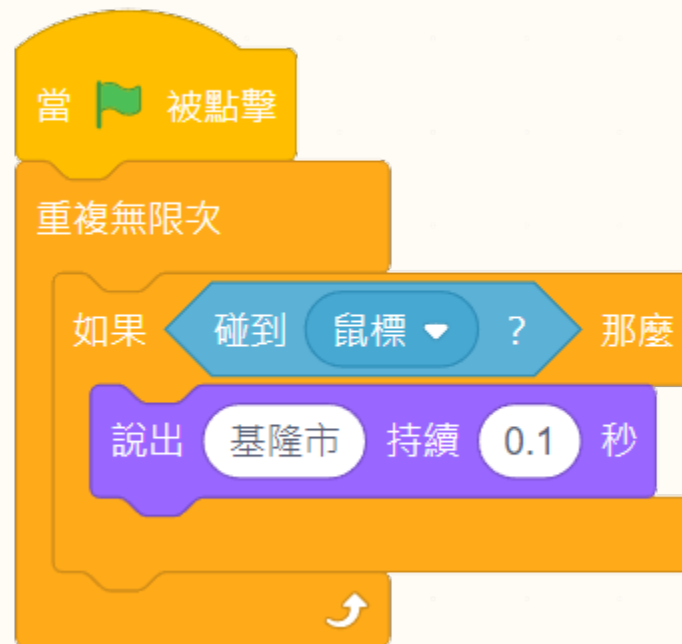 當 被點擊
重複無限次
如果 碰到 鼠標 ? 那麼
說出 基隆市 持續 0.1 秒